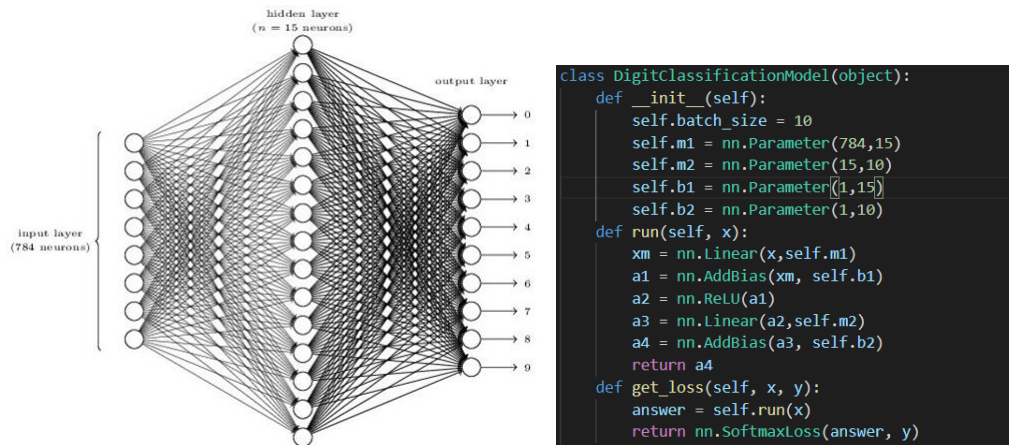 hidden layer
(n = 15 neurons)
output layer
input layer
(784 neurons)
0
1
2
3
4
5
6
7
8
9
class DigitClassificationModel(object):
    def __init__(self):
        self.batch_size = 10
        self.m1 = nn.Parameter(784,15)
        self.m2 = nn.Parameter(15,10)
        self.b1 = nn.Parameter(1,15)
        self.b2 = nn.Parameter(1,10)
    def run(self, x):
        xm = nn.Linear(x,self.m1)
        a1 = nn.AddBias(xm, self.b1)
        a2 = nn.ReLU(a1)
        a3 = nn.Linear(a2,self.m2)
        a4 = nn.AddBias(a3, self.b2)
        return a4
    def get_loss(self, x, y):
        answer = self.run(x)
        return nn.SoftmaxLoss(answer, y)